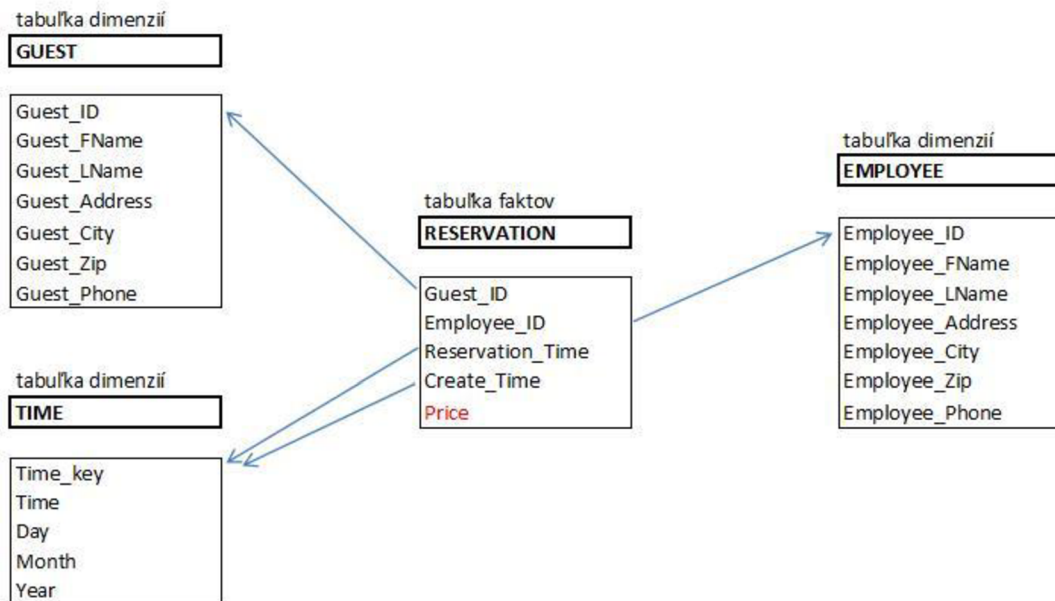 tabuľka dimenzií
GUEST
Guest_ID
Guest_FName
Guest_LName
Guest_Address
Guest_City
Guest_Zip
Guest_Phone
tabuľka dimenzií
TIME
Time_key
Time
Day
Month
Year
tabuľka faktov
RESERVATION
Guest_ID
Employee_ID
Reservation_Time
Create_Time
Price
tabuľka dimenzií
EMPLOYEE
Employee_ID
Employee_FName
Employee_LName
Employee_Address
Employee_City
Employee_Zip
Employee_Phone